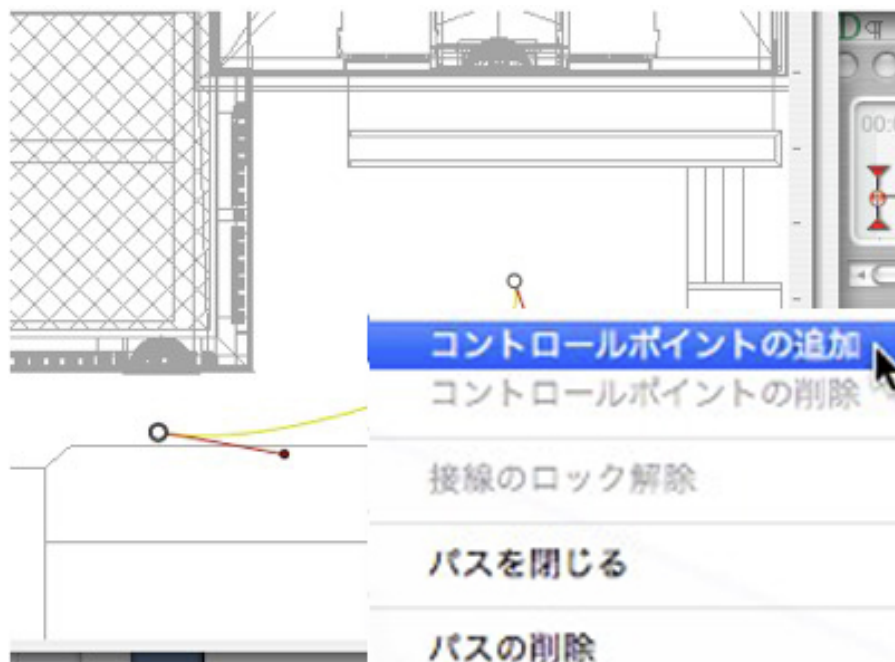 D¶
00:
コントロールポイントの追加
コントロールポイントの削除
接線のロック解除
パスを閉じる
パスの削除